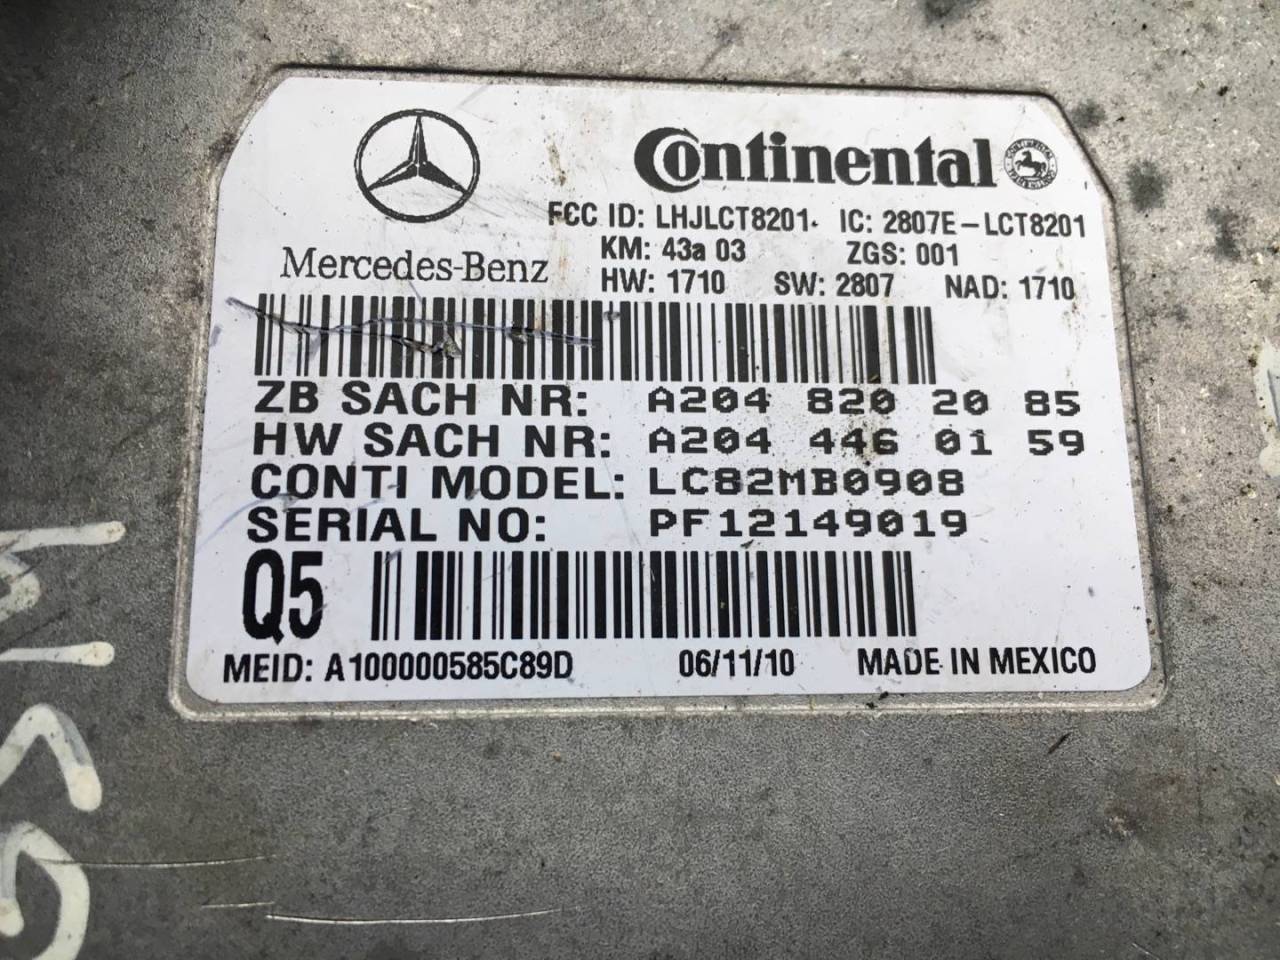 Continental
FCC ID: LHJLCT8201. IC: 2807E-LCT8201
Mercedes-Benz
KM: 43a 03 ZGS: 001
HW: 1710 SW: 2807 NAD: 1710
ZB SACH NR: A204 820 20 85
HW SACH NR: A204 446 01 59
CONTI MODEL: LC82MB0908
SERIAL NO: PF12149019
Q5
MEID: A100000585C89D 06/11/10 MADE IN MEXICO